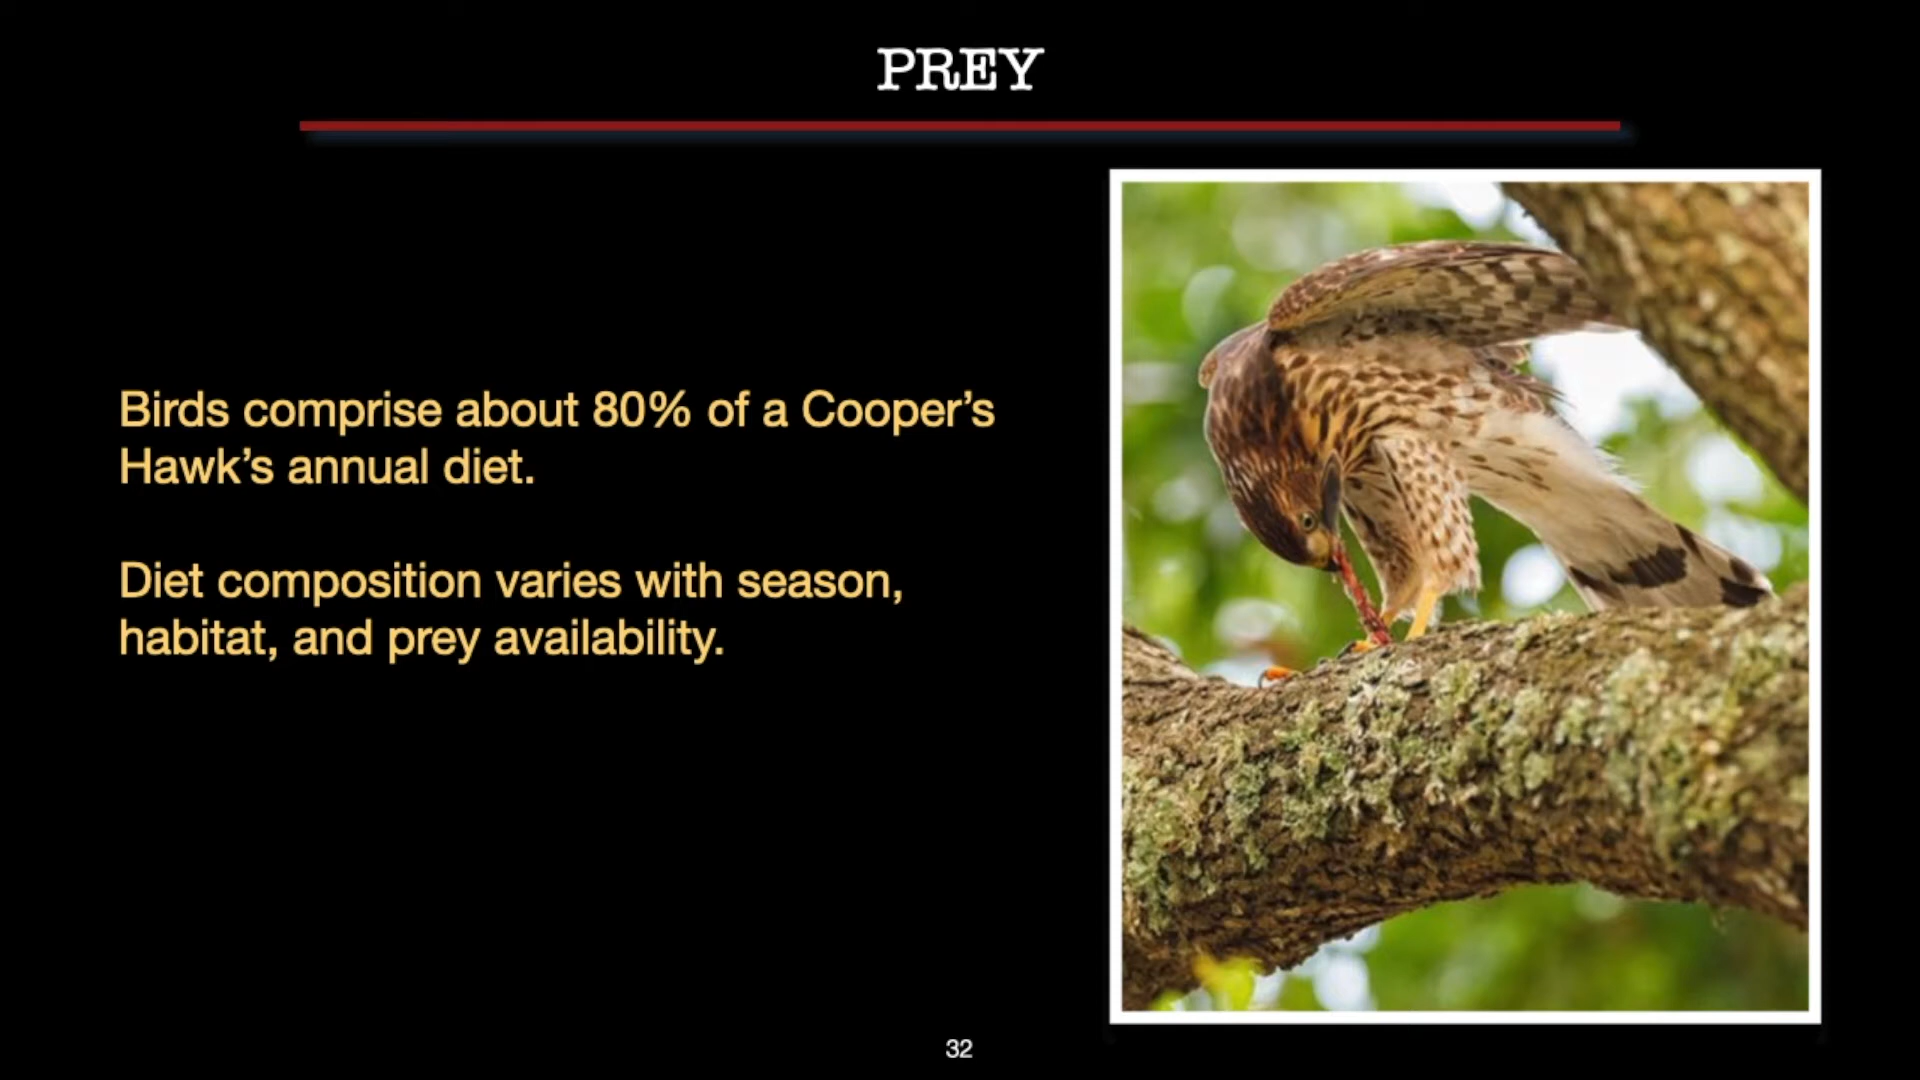 PREY
Birds comprise about 80% of a Cooper’s
Hawk’s annual diet.
Diet composition varies with season,
habitat, and prey availability.
32